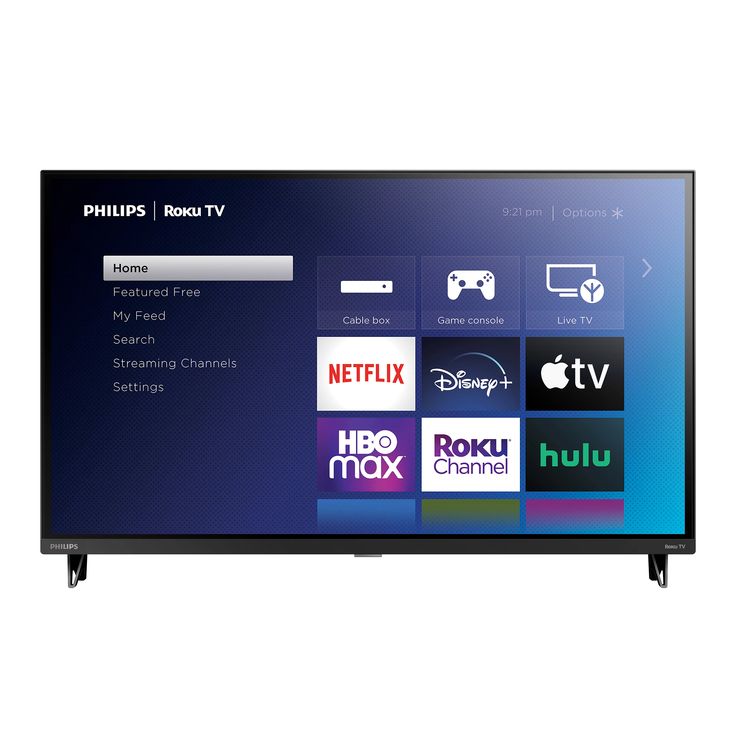 PHILIPS | Roku TV
9:21 pm | Options
Home
Featured Free
My Feed
Search
Streaming Channels
Settings
Cable box
Game console
Live TV
NETFLIX
Disney+
tv
HBO max
Roku Channel
hulu
PHILIPS
Roku TV